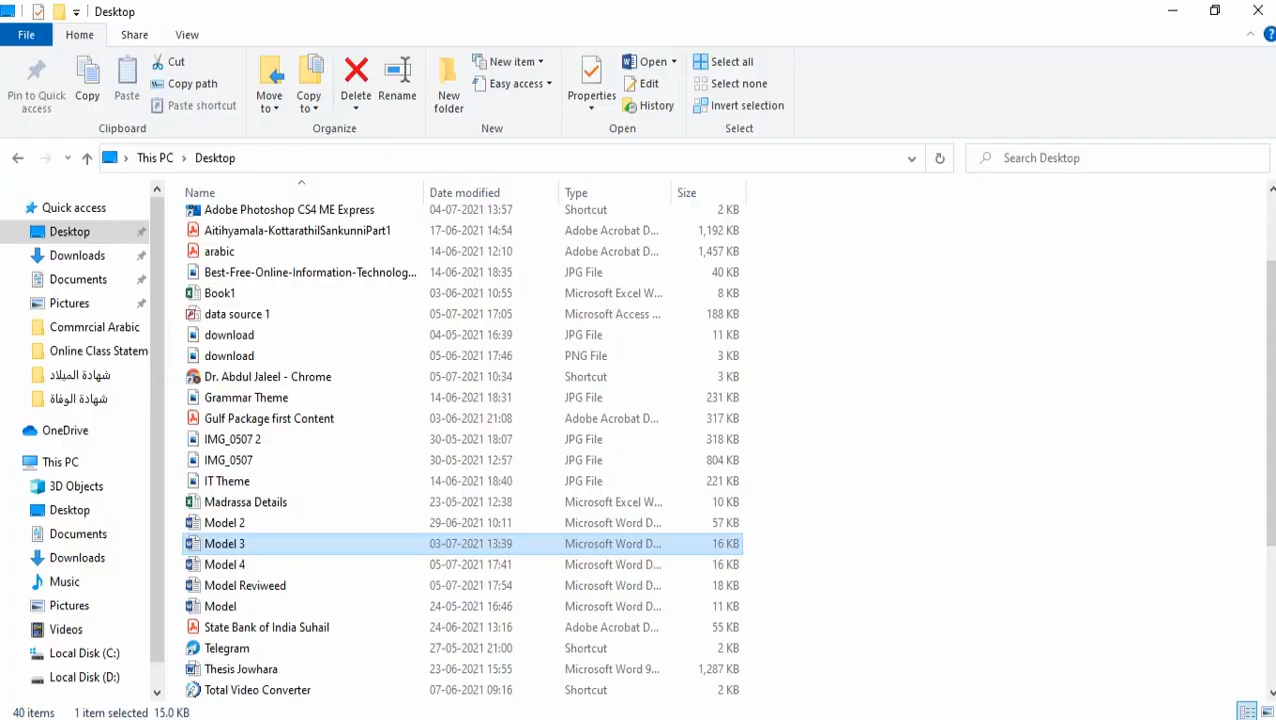 Desktop
File Home Share View
Pin to Quick access
Copy
Paste
Cut
Copy path
Paste shortcut
Clipboard
Move to
Copy to
Delete
Rename
Organize
New folder
New item
Easy access
New
Properties
Open
Edit
History
Open
Select all
Select none
Invert selection
Select
This PC > Desktop
Search Desktop
Quick access
Desktop
Downloads
Documents
Pictures
Commrcial Arabic
Online Class Statem
شهادة الميلاد
شهادة الوفاة
OneDrive
This PC
3D Objects
Desktop
Documents
Downloads
Music
Pictures
Videos
Local Disk (C:)
Local Disk (D:)
Name Date modified Type Size
Adobe Photoshop CS4 ME Express 04-07-2021 13:57 Shortcut 2 KB
Aitihyamala-KottarathilSankunniPart1 17-06-2021 14:54 Adobe Acrobat D... 1,192 KB
arabic 14-06-2021 12:10 Adobe Acrobat D... 1,457 KB
Best-Free-Online-Information-Technolog... 14-06-2021 18:35 JPG File 40 KB
Book1 03-06-2021 10:55 Microsoft Excel W... 8 KB
data source 1 05-07-2021 17:05 Microsoft Access ... 188 KB
download 04-05-2021 16:39 JPG File 11 KB
download 05-06-2021 17:46 PNG File 3 KB
Dr. Abdul Jaleel - Chrome 05-07-2021 10:34 Shortcut 3 KB
Grammar Theme 14-06-2021 18:31 JPG File 231 KB
Gulf Package first Content 03-06-2021 21:08 Adobe Acrobat D... 317 KB
IMG_0507 2 30-05-2021 18:07 JPG File 318 KB
IMG_0507 30-05-2021 12:57 JPG File 804 KB
IT Theme 14-06-2021 18:40 JPG File 221 KB
Madrassa Details 23-05-2021 12:38 Microsoft Excel W... 10 KB
Model 2 29-06-2021 10:11 Microsoft Word D... 57 KB
Model 3 03-07-2021 13:39 Microsoft Word D... 16 KB
Model 4 05-07-2021 17:41 Microsoft Word D... 16 KB
Model Reviweed 05-07-2021 17:54 Microsoft Word D... 18 KB
Model 24-05-2021 16:46 Microsoft Word D... 11 KB
State Bank of India Suhail 24-06-2021 13:16 Adobe Acrobat D... 55 KB
Telegram 27-05-2021 21:00 Shortcut 2 KB
Thesis Jowhara 23-06-2021 15:55 Microsoft Word 9... 1,287 KB
Total Video Converter 07-06-2021 09:16 Shortcut 2 KB
40 items 1 item selected 15.0 KB